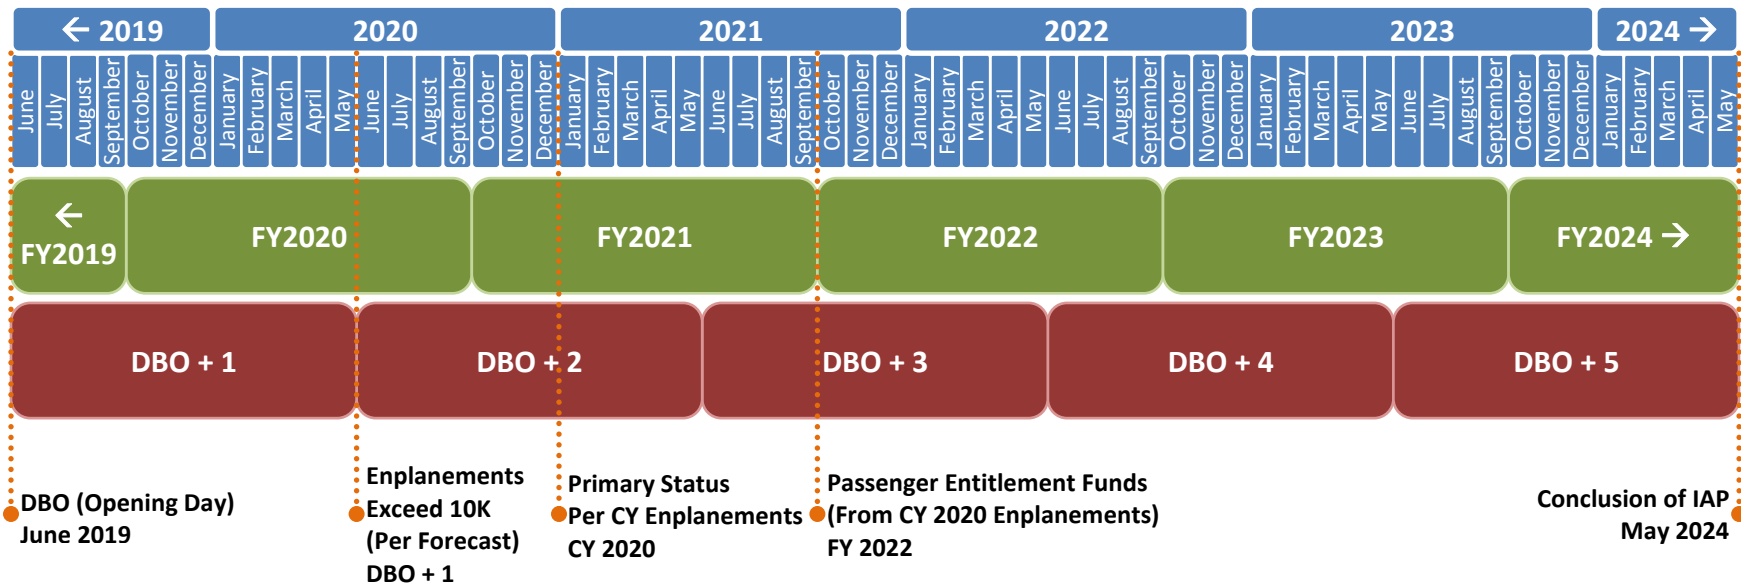 ← 2019
2020
2021
2022
2023
2024 →
June
July
August
September
October
November
December
January
February
March
April
May
June
July
August
September
October
November
December
January
February
March
April
May
June
July
August
September
October
November
December
January
February
March
April
May
June
July
August
September
October
November
December
January
February
March
April
May
June
July
August
September
October
November
December
January
February
March
April
May
←
FY2019
FY2020
FY2021
FY2022
FY2023
FY2024 →
DBO + 1
DBO + 2
DBO + 3
DBO + 4
DBO + 5
DBO (Opening Day)
June 2019
Enplanements
Exceed 10K
(Per Forecast)
DBO + 1
Primary Status
Per CY Enplanements
CY 2020
Passenger Entitlement Funds
(From CY 2020 Enplanements)
FY 2022
Conclusion of IAP
May 2024